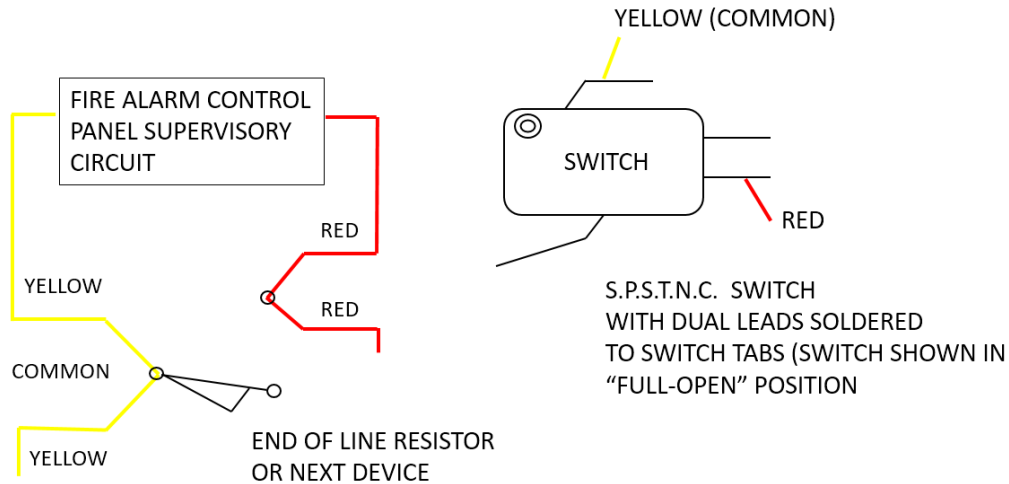 YELLOW (COMMON)
FIRE ALARM CONTROL
PANEL SUPERVISORY
CIRCUIT
SWITCH
RED
RED
YELLOW
RED
S.P.S.T.N.C. SWITCH
WITH DUAL LEADS SOLDERED
TO SWITCH TABS (SWITCH SHOWN IN
“FULL-OPEN” POSITION
COMMON
YELLOW
END OF LINE RESISTOR
OR NEXT DEVICE